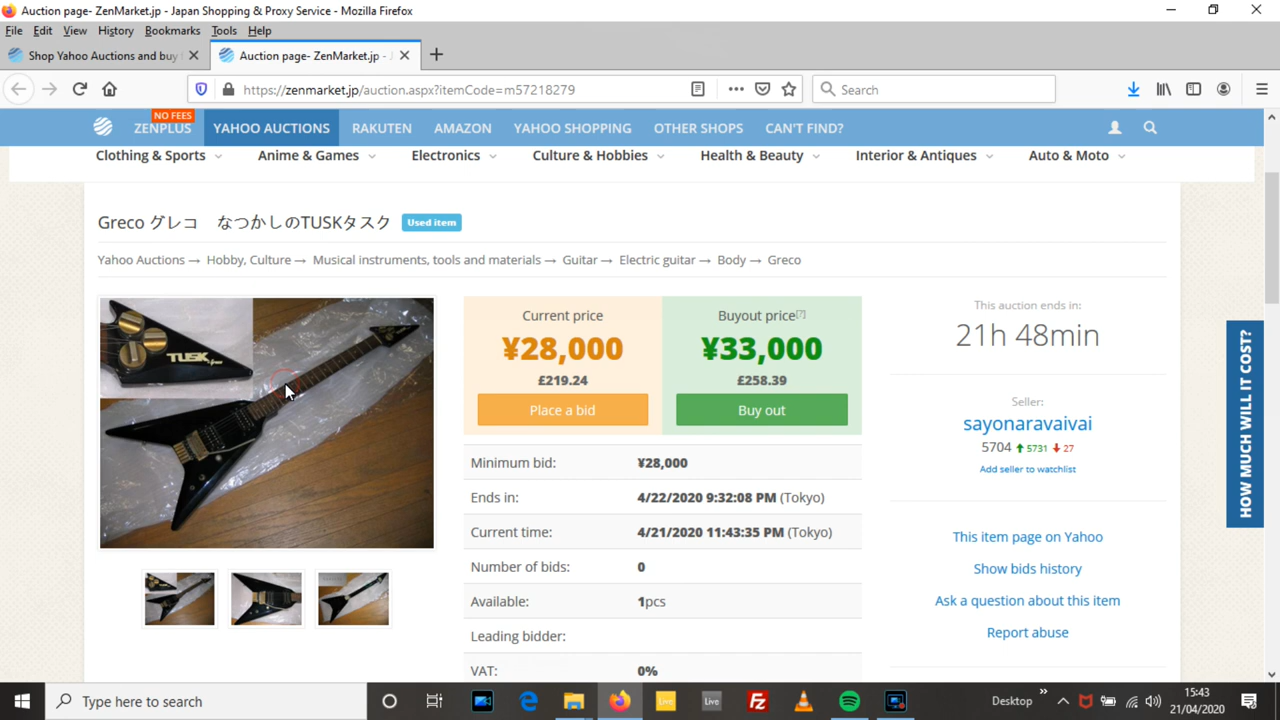 Auction page- ZenMarket.jp - Japan Shopping & Proxy Service - Mozilla Firefox
File Edit View History Bookmarks Tools Help
Shop Yahoo Auctions and buy
Auction page- ZenMarket.jp -
https://zenmarket.jp/auction.aspx?itemCode=m57218279
Search
NO FEES
ZENPLUS YAHOO AUCTIONS RAKUTEN AMAZON YAHOO SHOPPING OTHER SHOPS CAN'T FIND?
Clothing & Sports Anime & Games Electronics Culture & Hobbies Health & Beauty Interior & Antiques Auto & Moto
Greco グレコ　なつかしのTUSKタスク Used item
Yahoo Auctions → Hobby, Culture → Musical instruments, tools and materials → Guitar → Electric guitar → Body → Greco
TUSK
Current price
¥28,000
£219.24
Place a bid
Buyout price[?]
¥33,000
£258.39
Buy out
Minimum bid: ¥28,000
Ends in: 4/22/2020 9:32:08 PM (Tokyo)
Current time: 4/21/2020 11:43:35 PM (Tokyo)
Number of bids: 0
Available: 1pcs
Leading bidder:
VAT: 0%
This auction ends in:
21h 48min
Seller:
sayonaravaivai
5704 5731 27
Add seller to watchlist
This item page on Yahoo
Show bids history
Ask a question about this item
Report abuse
HOW MUCH WILL IT COST?
Type here to search
Live
Live
Desktop
15:43
21/04/2020